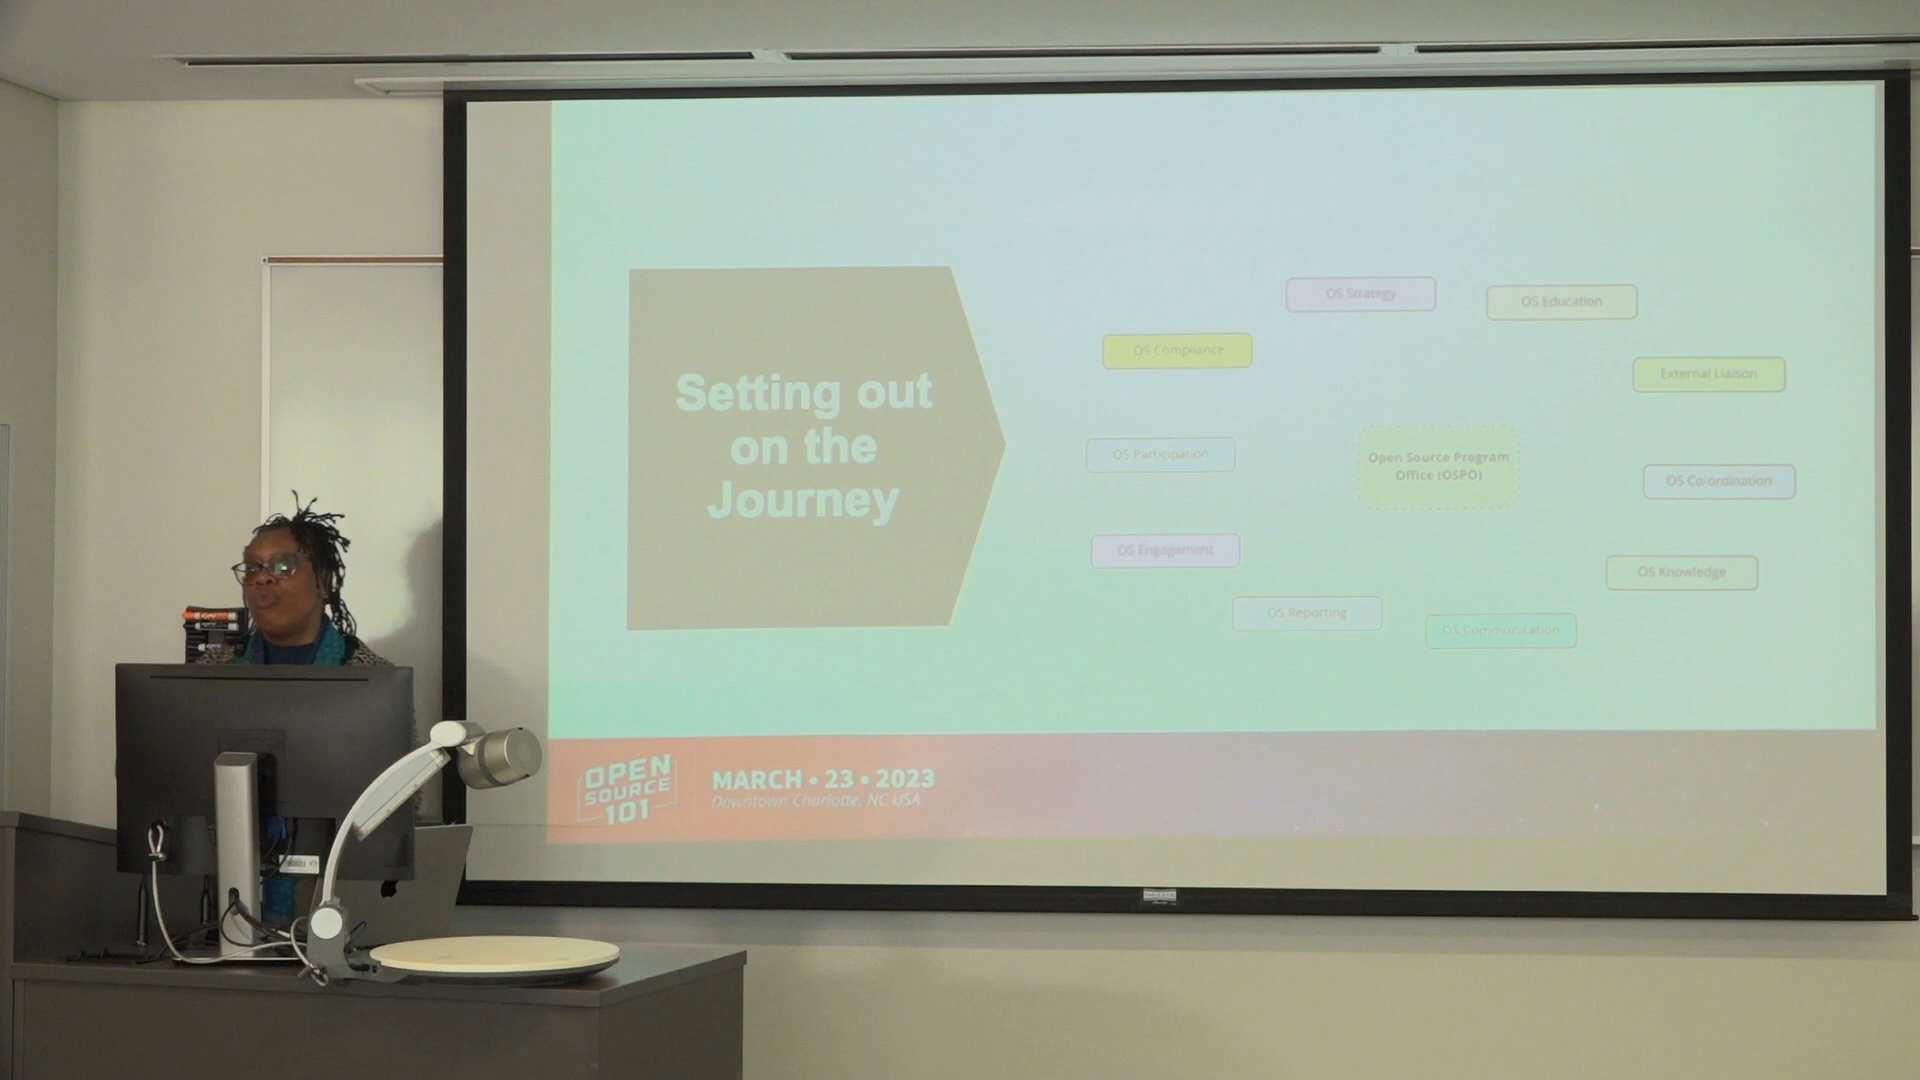 Setting out
on the
Journey
OS Strategy
OS Education
OS Compliance
External Liaison
OS Participation
Open Source Program
Office (OSPO)
OS Co-ordination
OS Engagement
OS Knowledge
OS Reporting
OS Communication
OPEN
SOURCE
101
MARCH • 23 • 2023
Downtown Charlotte, NC USA